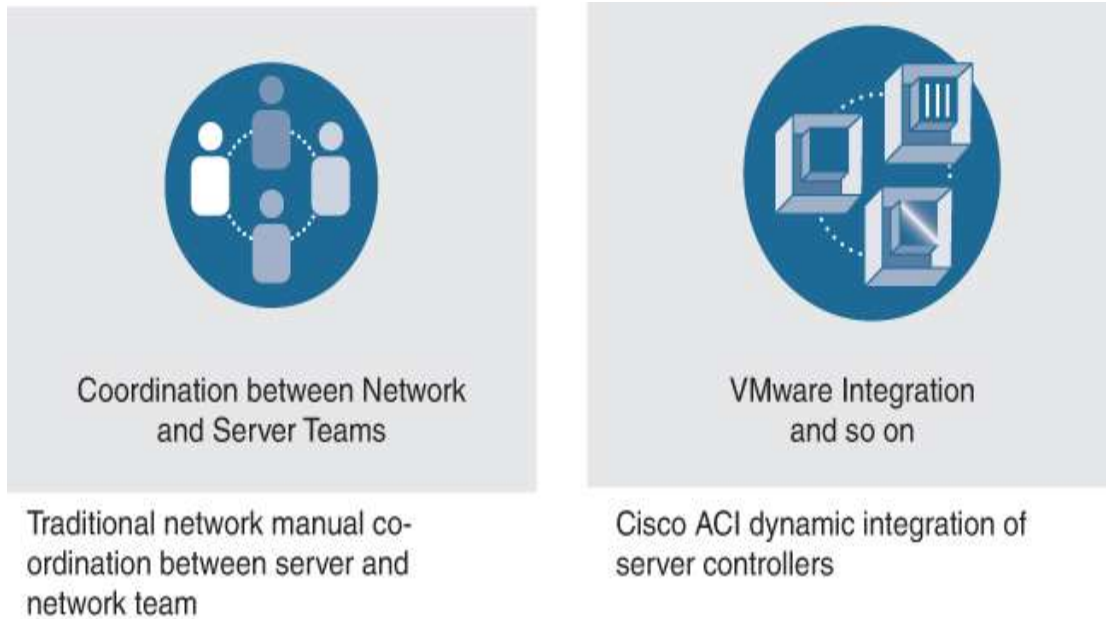 Coordination between Network
and Server Teams
Traditional network manual co-
ordination between server and
network team
VMware Integration
and so on
Cisco ACI dynamic integration of
server controllers